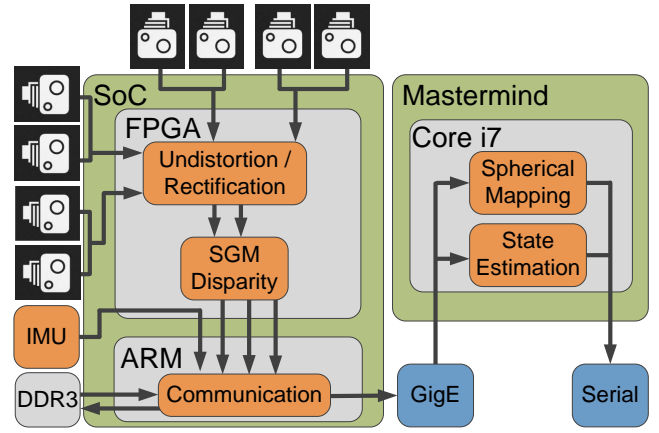 SoC
Mastermind
FPGA
Core i7
Undistortion /
Rectification
Spherical
Mapping
SGM
Disparity
State
Estimation
IMU
ARM
DDR3
Communication
GigE
Serial